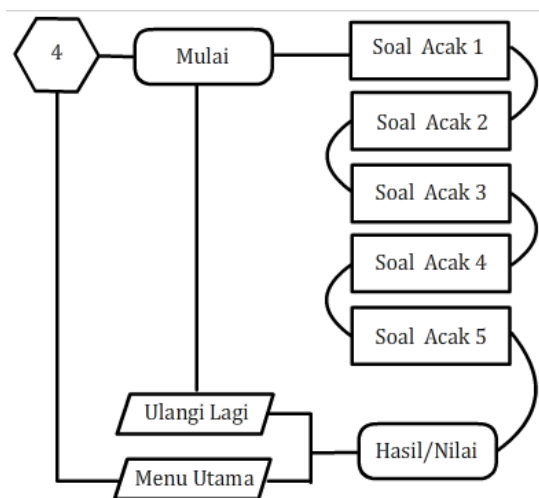 4
Mulai
Soal Acak 1
Soal Acak 2
Soal Acak 3
Soal Acak 4
Soal Acak 5
Ulangi Lagi
Hasil/Nilai
Menu Utama